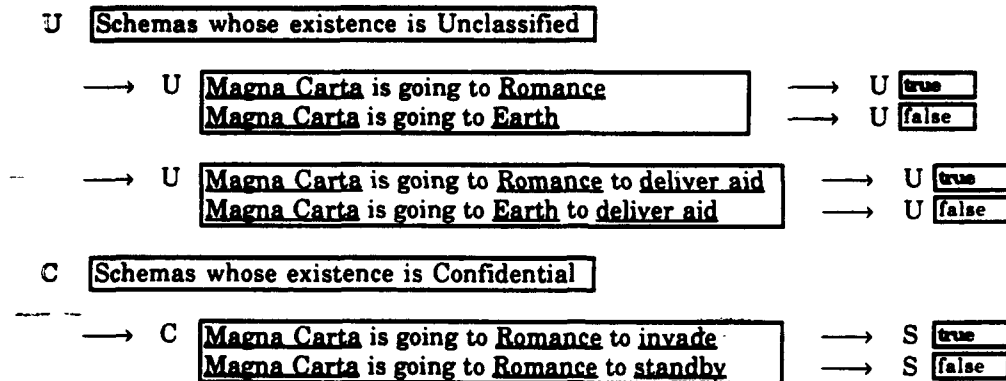 U Schemas whose existence is Unclassified
⟶ U Magna Carta is going to Romance ⟶ U true
Magna Carta is going to Earth ⟶ U false
⟶ U Magna Carta is going to Romance to deliver aid ⟶ U true
Magna Carta is going to Earth to deliver aid ⟶ U false
C Schemas whose existence is Confidential
⟶ C Magna Carta is going to Romance to invade ⟶ S true
Magna Carta is going to Romance to standby ⟶ S false